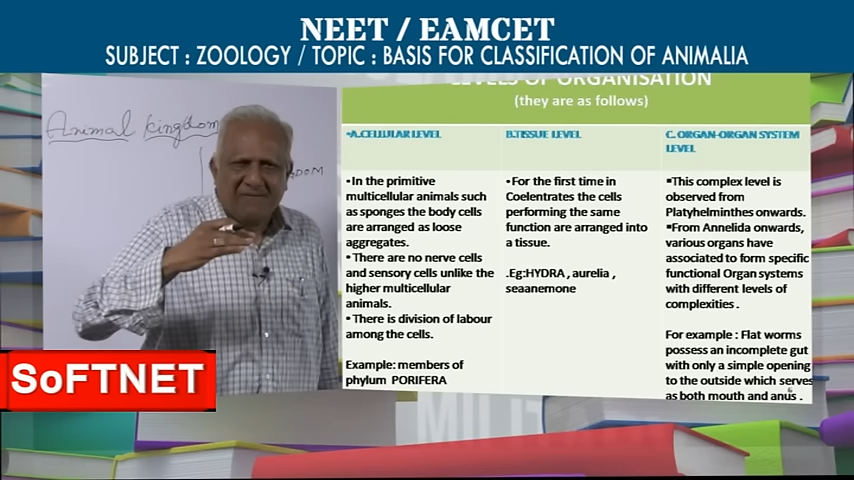 NEET / EAMCET
SUBJECT : ZOOLOGY / TOPIC : BASIS FOR CLASSIFICATION OF ANIMALIA
LEVELS OF ORGANISATION
(they are as follows)
Animal kingdom
DOM
•A.CELLULAR LEVEL
•In the primitive
multicellular animals such
as sponges the body cells
are arranged as loose
aggregates.
•There are no nerve cells
and sensory cells unlike the
higher multicellular
animals.
•There is division of labour
among the cells.
Example: members of
phylum PORIFERA
B.TISSUE LEVEL
•For the first time in
Coelentrates the cells
performing the same
function are arranged into
a tissue.
.Eg:HYDRA , aurelia ,
seaanemone
C. ORGAN-ORGAN SYSTEM
LEVEL
▪This complex level is
observed from
Platyhelminthes onwards.
▪From Annelida onwards,
various organs have
associated to form specific
functional Organ systems
with different levels of
complexities .
For example : Flat worms
possess an incomplete gut
with only a simple opening
to the outside which serves
as both mouth and anus .
6
SoFTNET